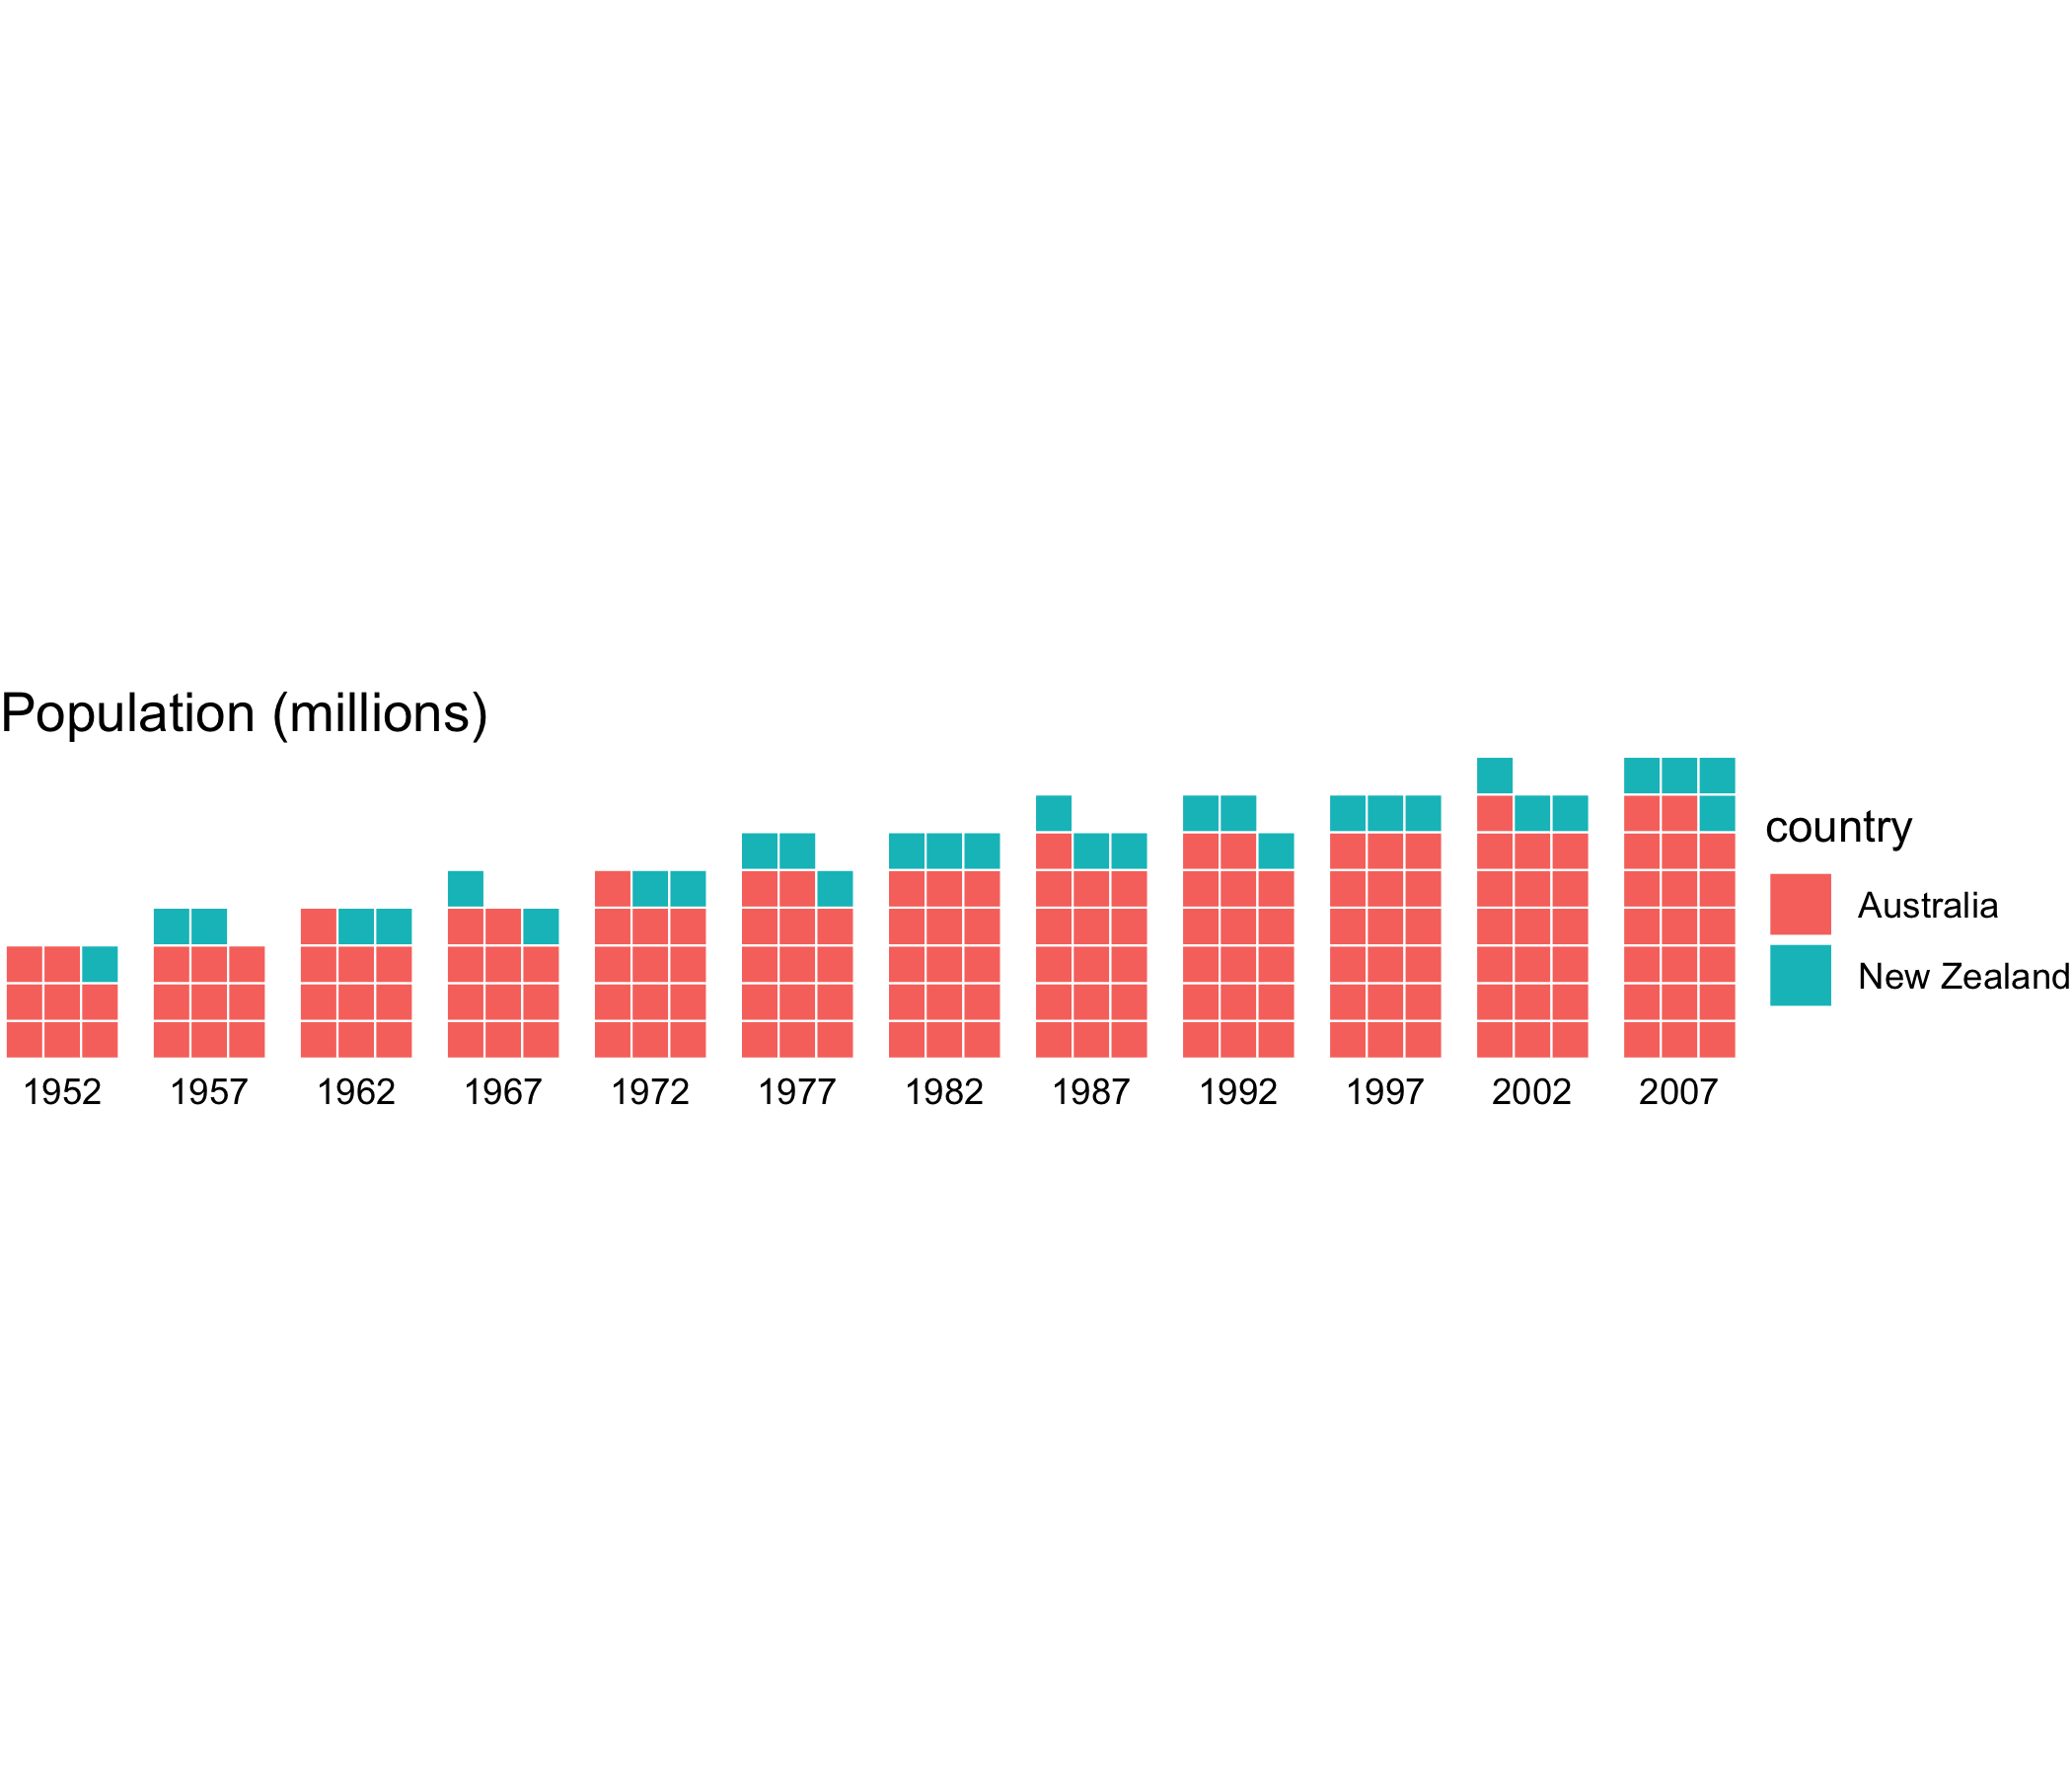 Population (millions)
country
Australia
New Zealand
1952 1957 1962 1967 1972 1977 1982 1987 1992 1997 2002 2007